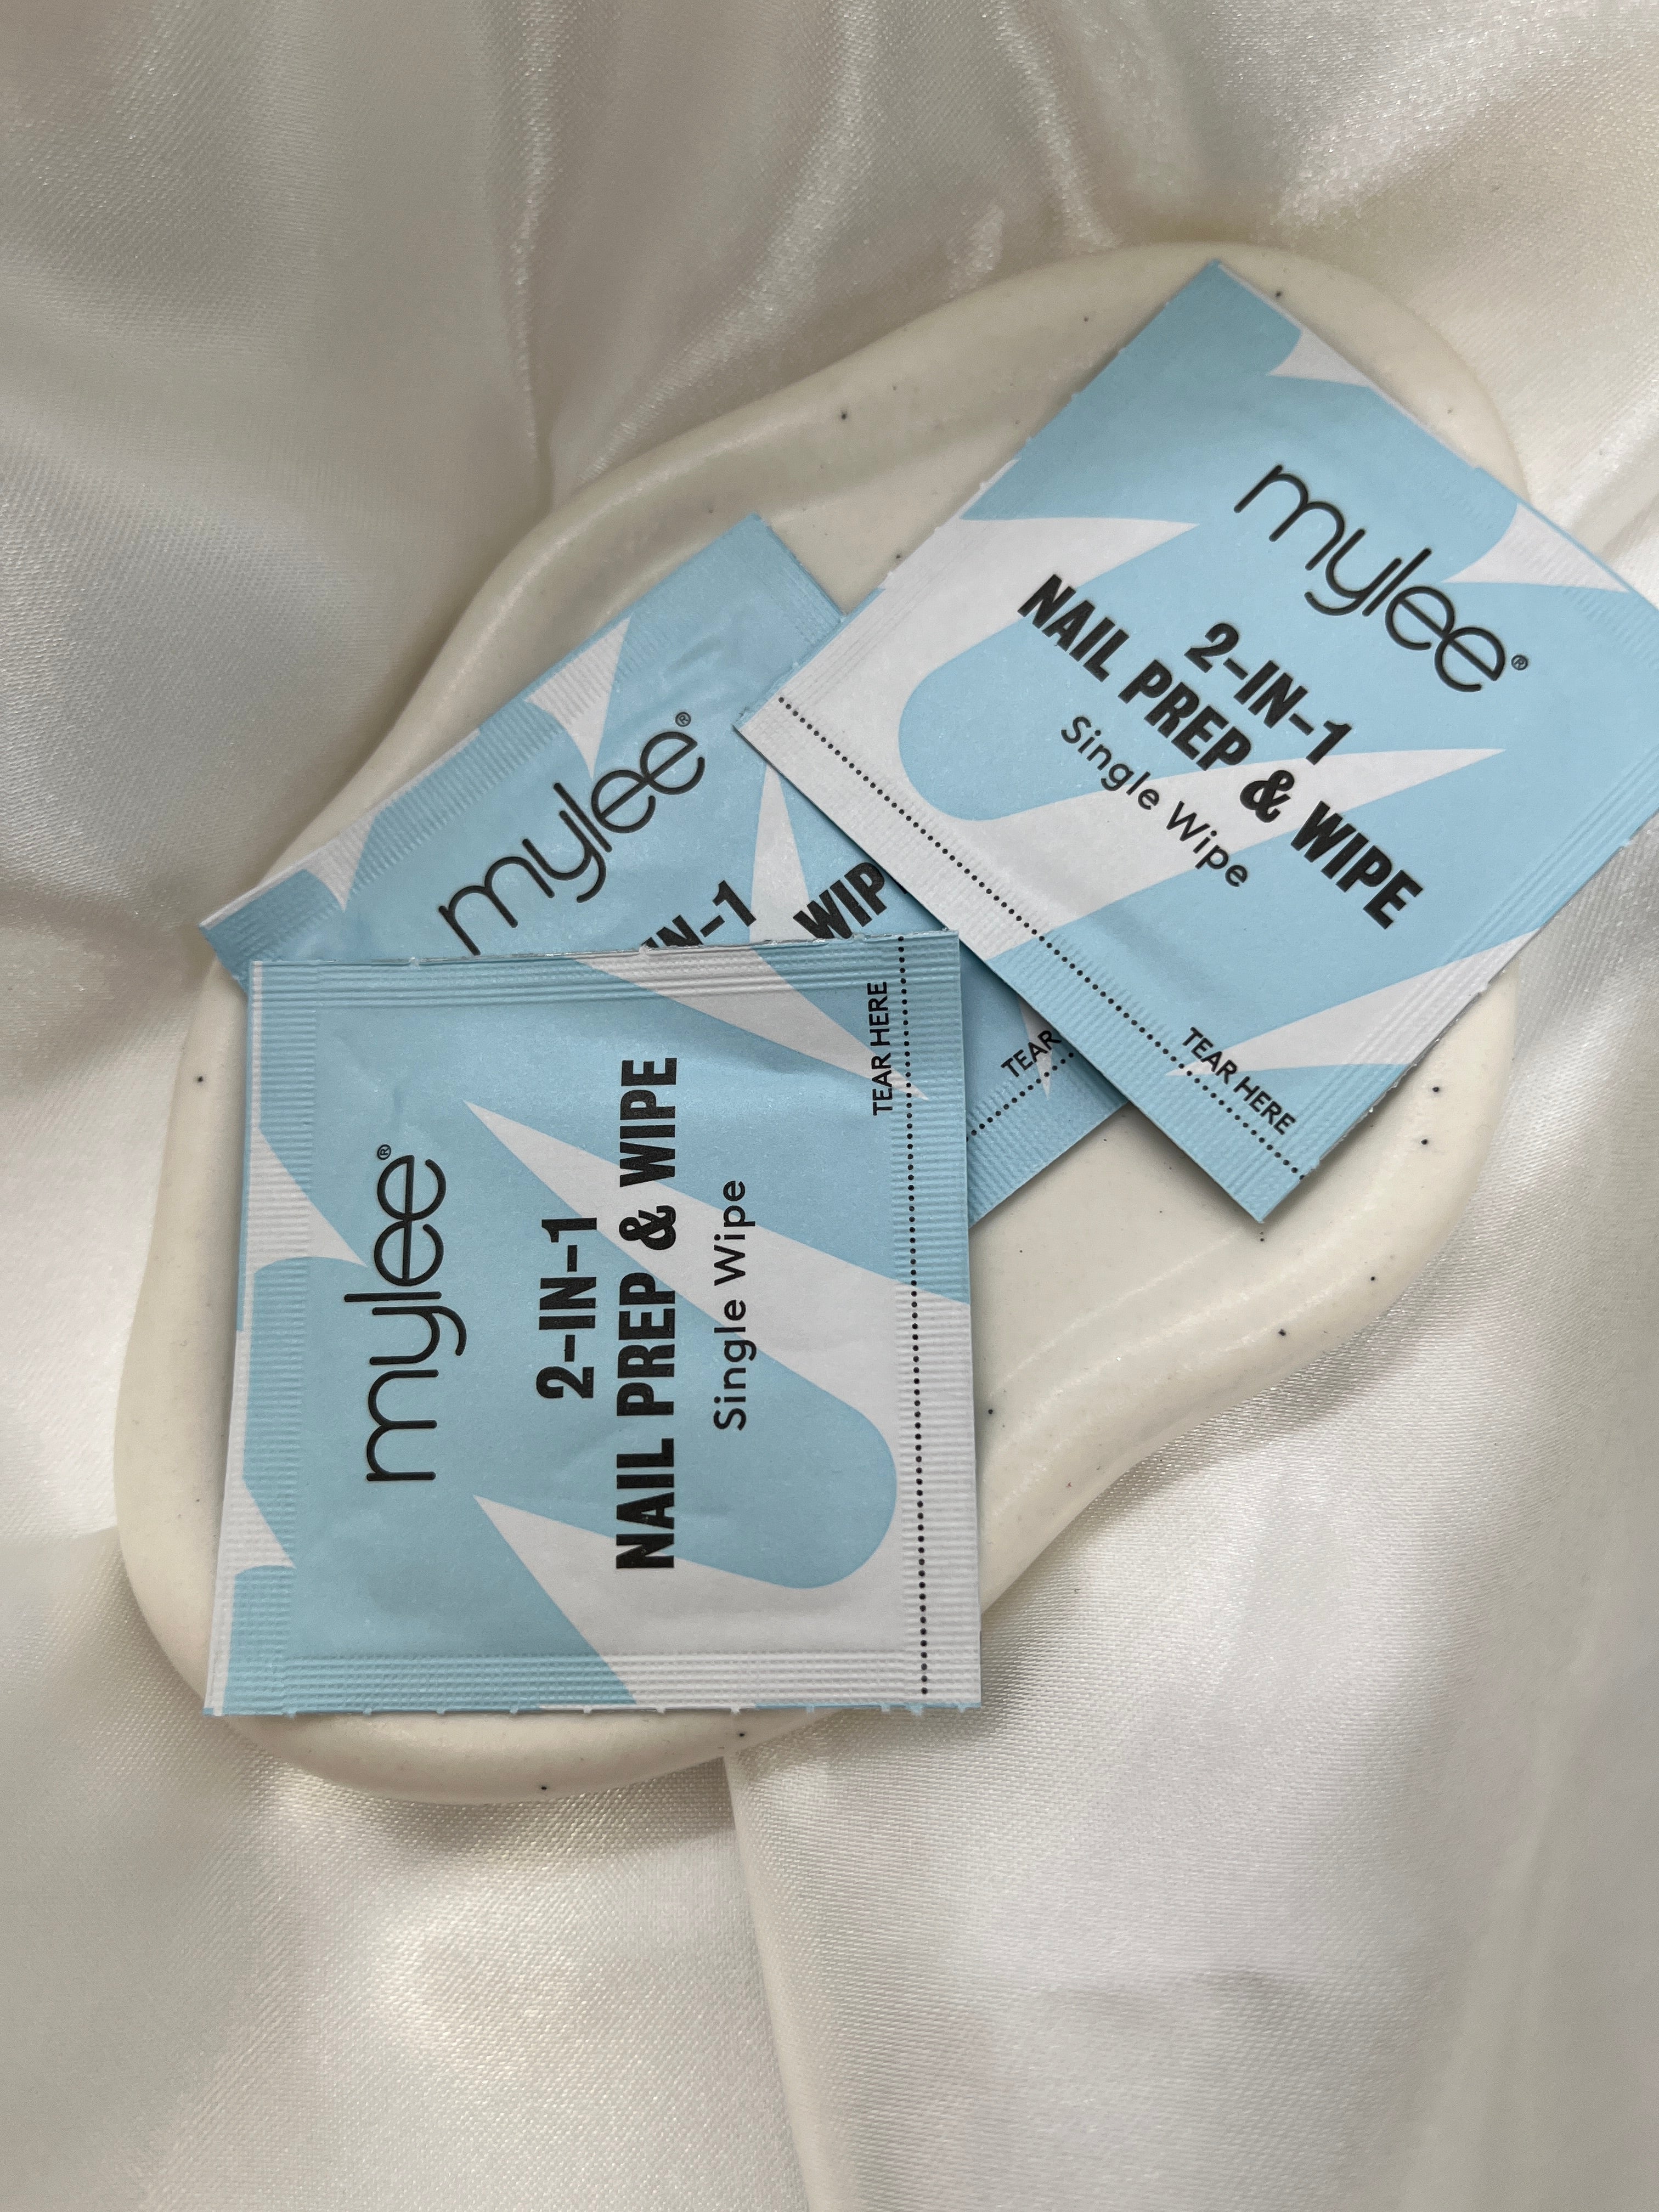 mylee®
2-IN-1
NAIL PREP & WIPE
Single Wipe
TEAR HERE
mylee®
IN-1
WIP
TEAR
mylee®
2-IN-1
NAIL PREP & WIPE
Single Wipe
TEAR HERE